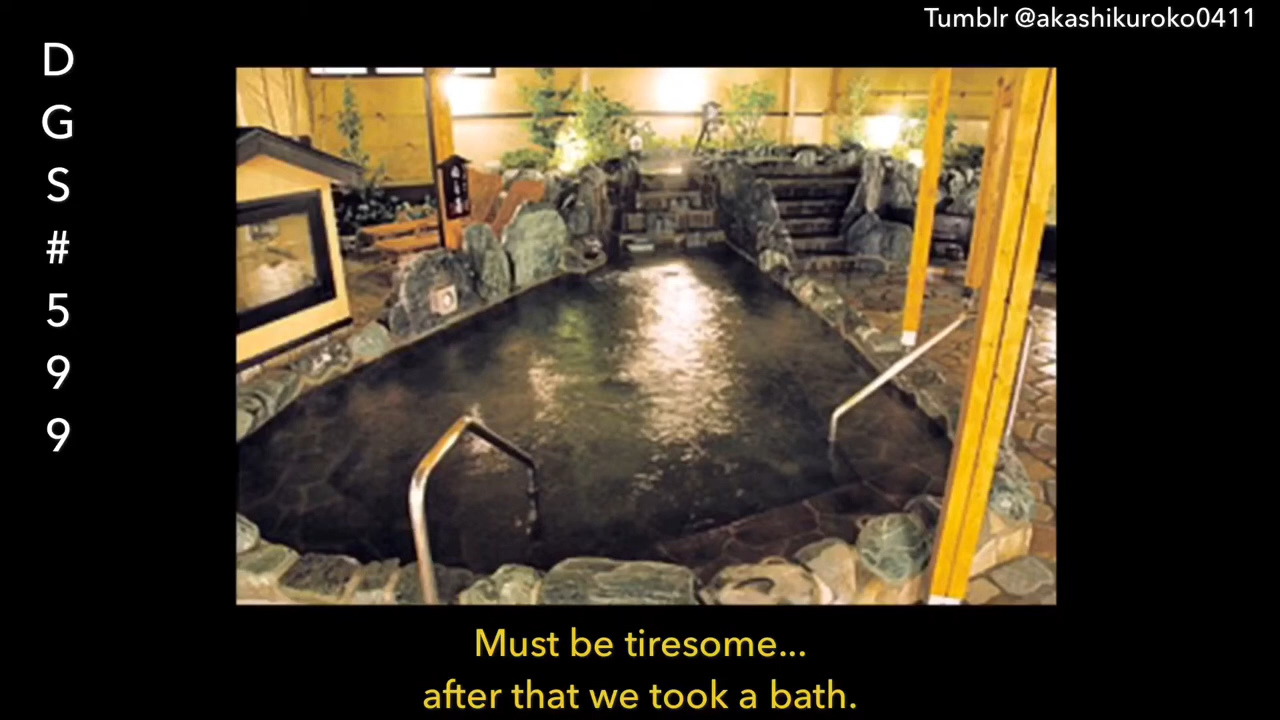 Tumblr @akashikuroko0411
D
G
S
#
5
9
9
Must be tiresome...
after that we took a bath.